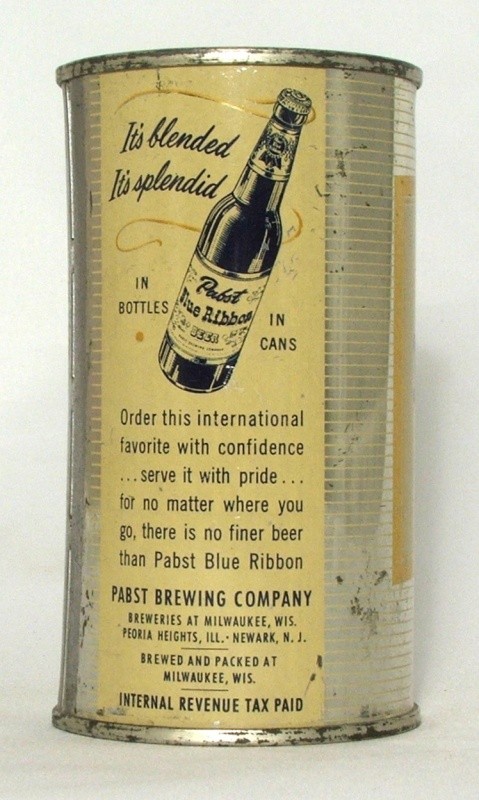 It's blended
It's splendid
Pabst
Blue Ribbon
BEER
IN
BOTTLES
IN
CANS
Order this international
favorite with confidence
...serve it with pride...
for no matter where you
go, there is no finer beer
than Pabst Blue Ribbon
PABST BREWING COMPANY
BREWERIES AT MILWAUKEE, WIS.
PEORIA HEIGHTS, ILL. · NEWARK, N. J.
BREWED AND PACKED AT
MILWAUKEE, WIS.
INTERNAL REVENUE TAX PAID